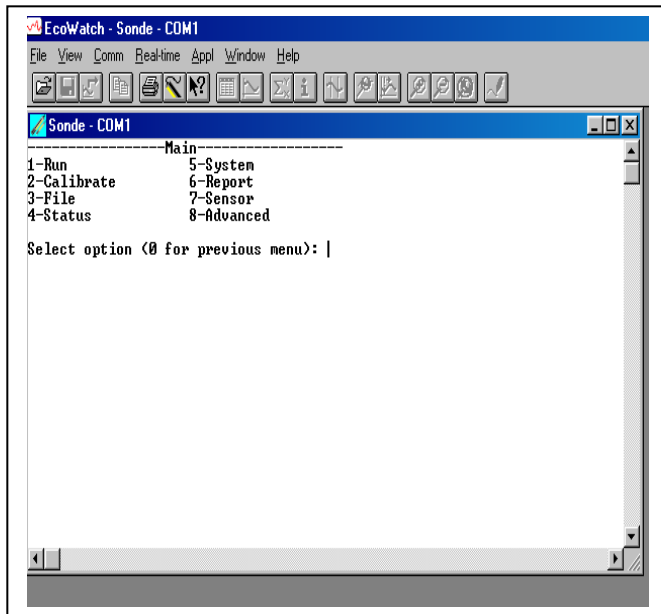 EcoWatch - Sonde - COM1
File View Comm Real-time Appl Window Help
Sonde - COM1
------------------Main-------------------
1-Run 5-System
2-Calibrate 6-Report
3-File 7-Sensor
4-Status 8-Advanced
Select option (0 for previous menu):